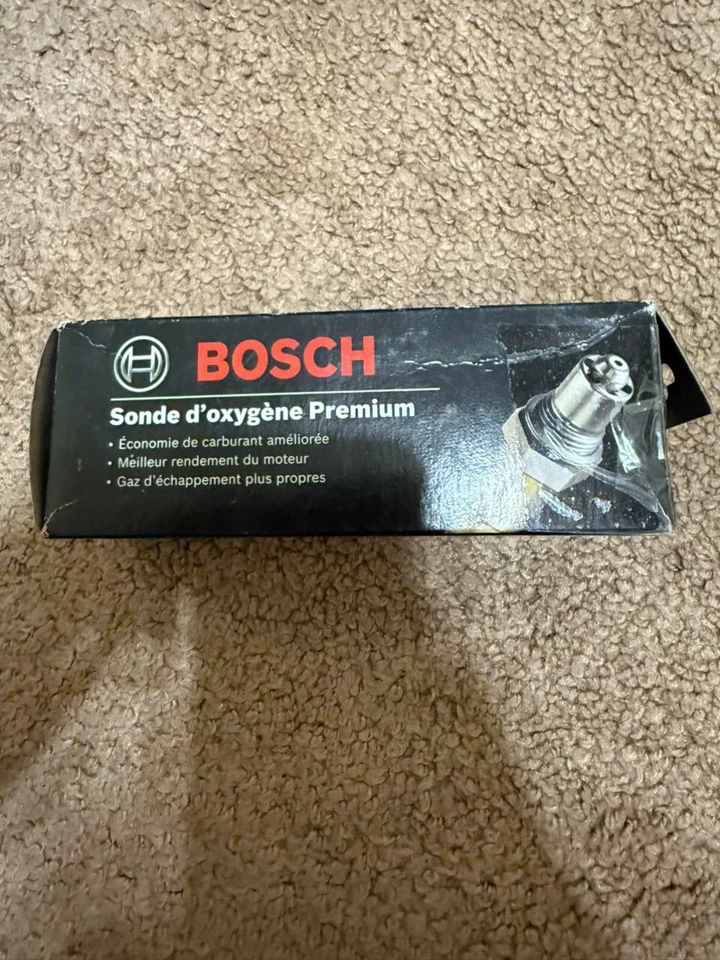 BOSCH
Sonde d'oxygène Premium
• Économie de carburant améliorée
• Meilleur rendement du moteur
• Gaz d'échappement plus propres